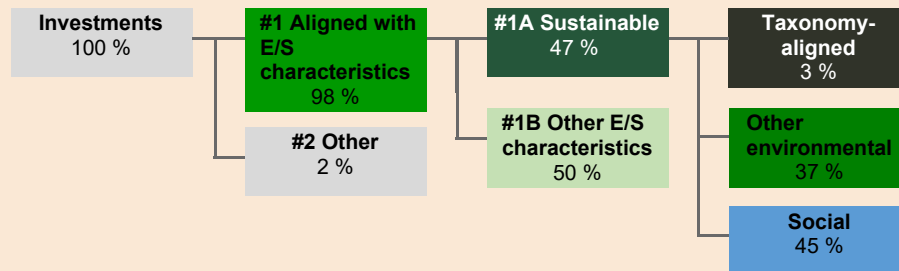 Investments
100 %
#1 Aligned with
E/S
characteristics
98 %
#2 Other
2 %
#1A Sustainable
47 %
#1B Other E/S
characteristics
50 %
Taxonomy-
aligned
3 %
Other
environmental
37 %
Social
45 %